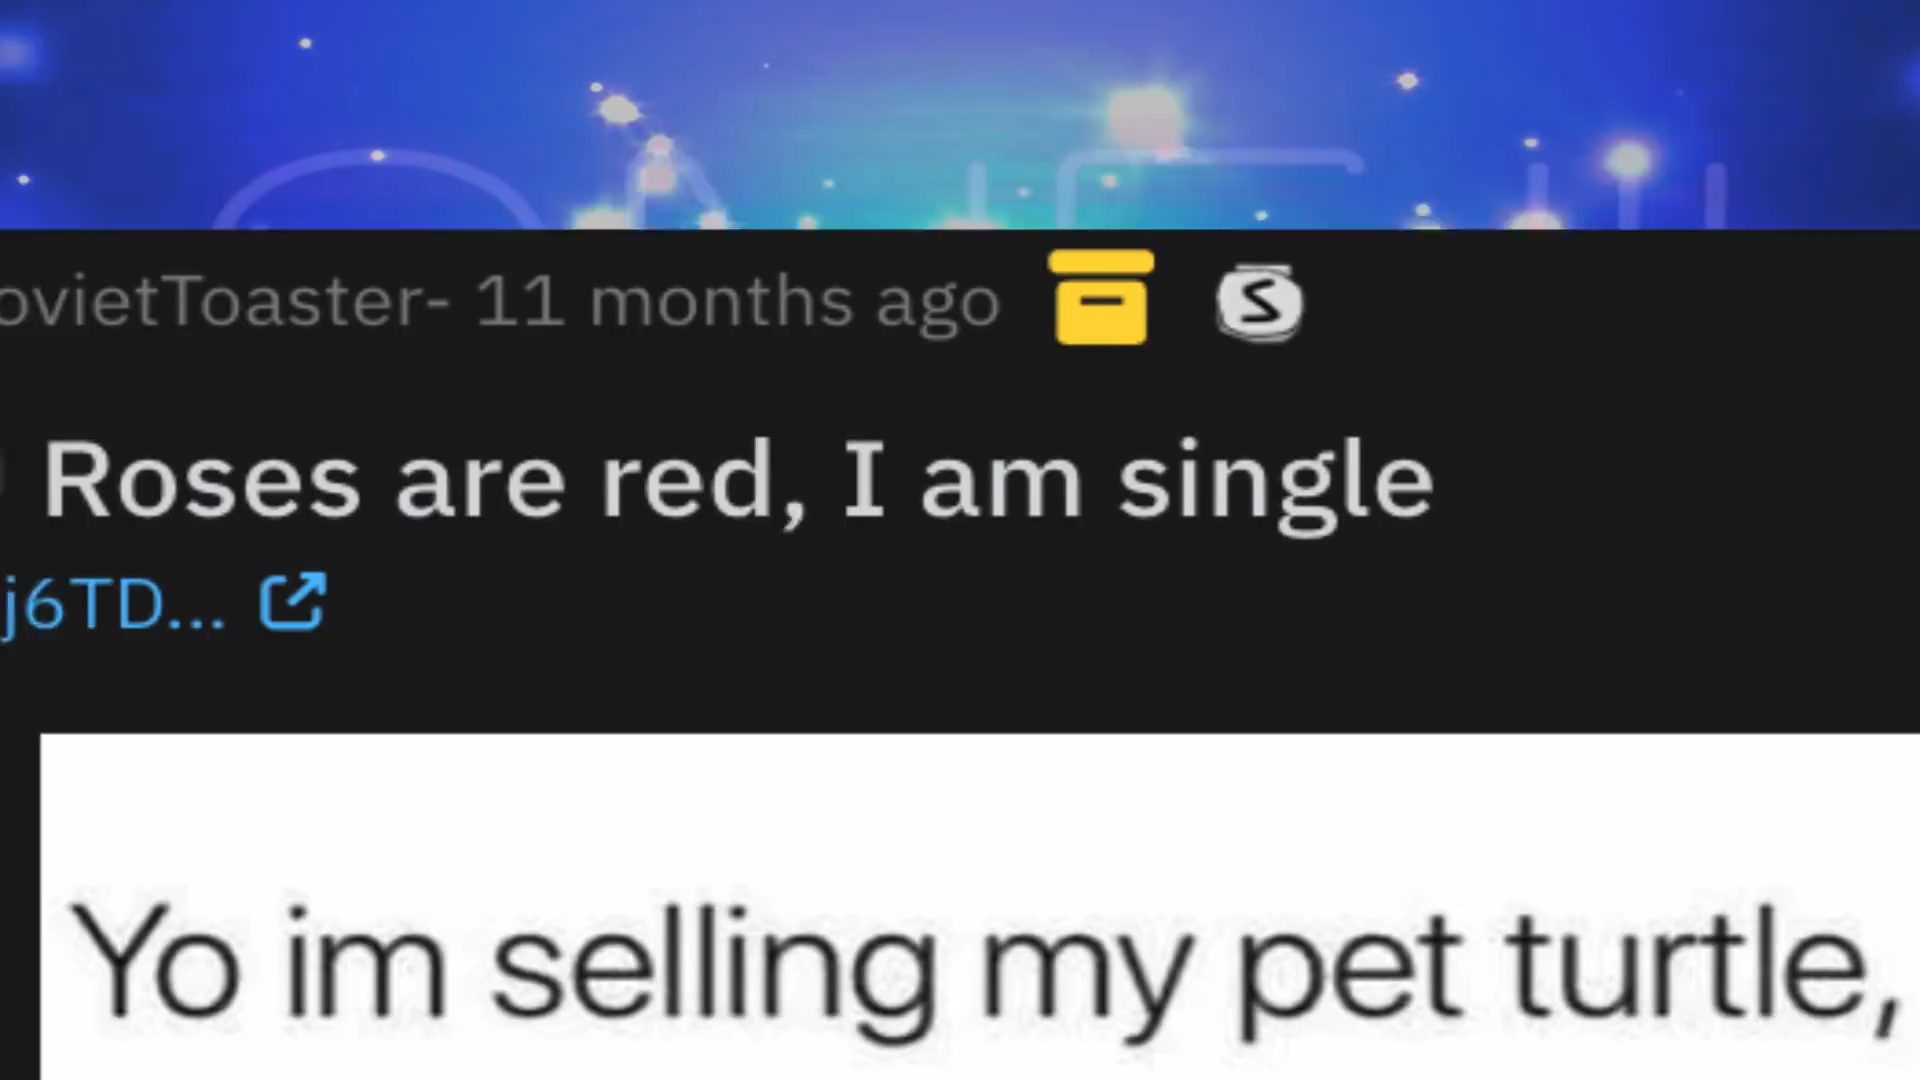 ovietToaster- 11 months ago
Roses are red, I am single
j6TD...
Yo im selling my pet turtle,